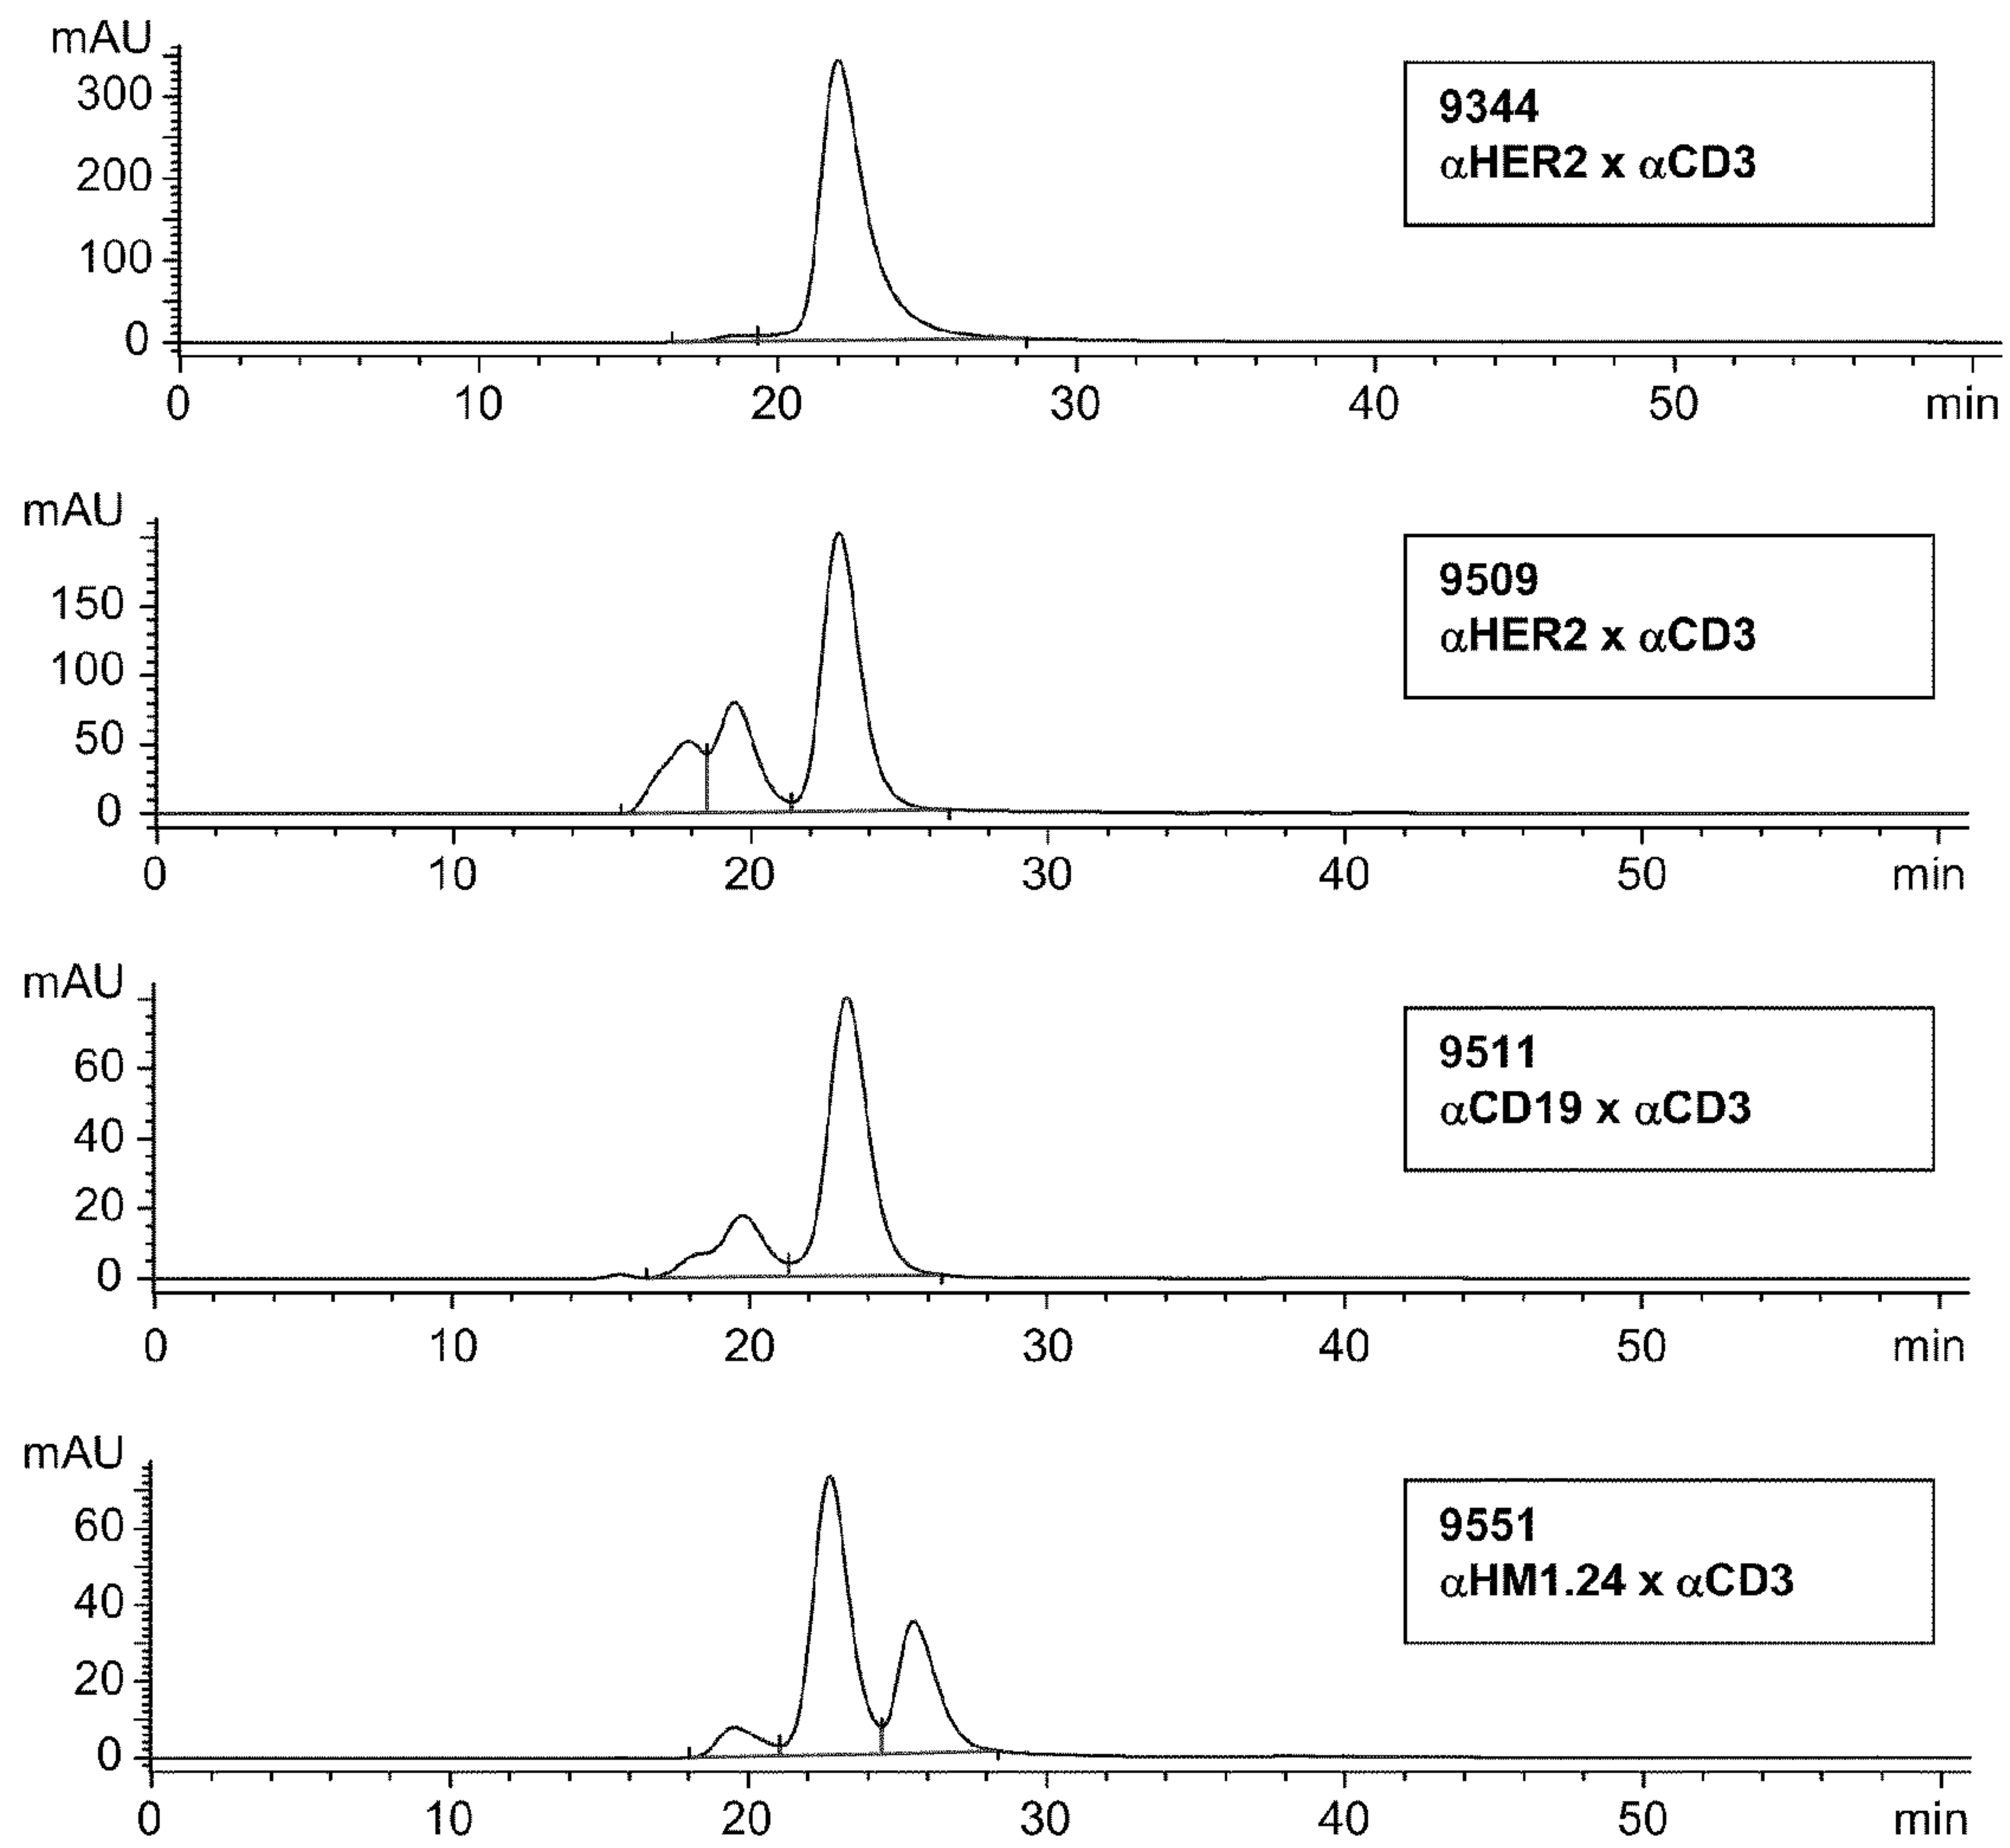 mAU
300
200
100
0
0 10 20 30 40 50 min
9344
αHER2 x αCD3
mAU
150
100
50
0
0 10 20 30 40 50 min
9509
αHER2 x αCD3
mAU
60
40
20
0
0 10 20 30 40 50 min
9511
αCD19 x αCD3
mAU
60
40
20
0
0 10 20 30 40 50 min
9551
αHM1.24 x αCD3